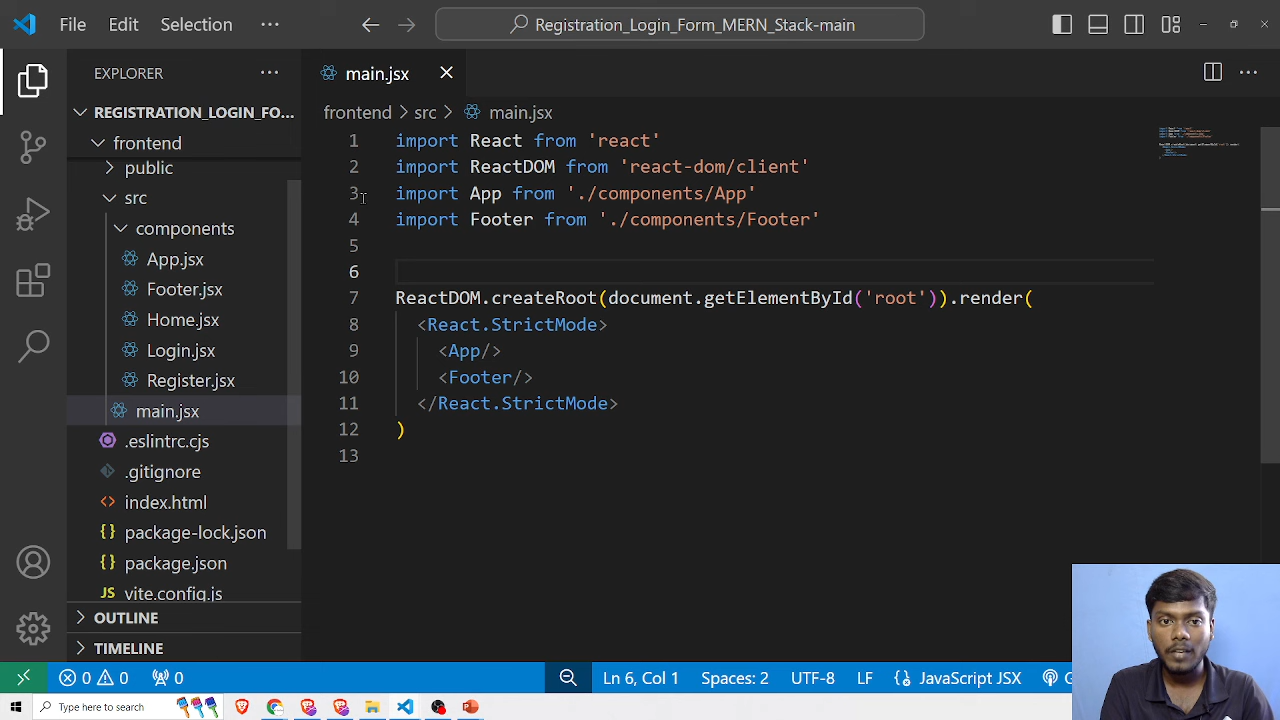 File Edit Selection ··· Registration_Login_Form_MERN_Stack-main
EXPLORER ···
REGISTRATION_LOGIN_FO...
frontend
public
src
components
App.jsx
Footer.jsx
Home.jsx
Login.jsx
Register.jsx
main.jsx
.eslintrc.cjs
.gitignore
index.html
{} package-lock.json
{} package.json
JS vite.config.js
OUTLINE
TIMELINE
main.jsx
frontend > src > main.jsx
1 import React from 'react'
2 import ReactDOM from 'react-dom/client'
3 import App from './components/App'
4 import Footer from './components/Footer'
5
6
7 ReactDOM.createRoot(document.getElementById('root')).render(
8 <React.StrictMode>
9 <App/>
10 <Footer/>
11 </React.StrictMode>
12 )
13
0 0 0 Ln 6, Col 1 Spaces: 2 UTF-8 LF {} JavaScript JSX G
Type here to search